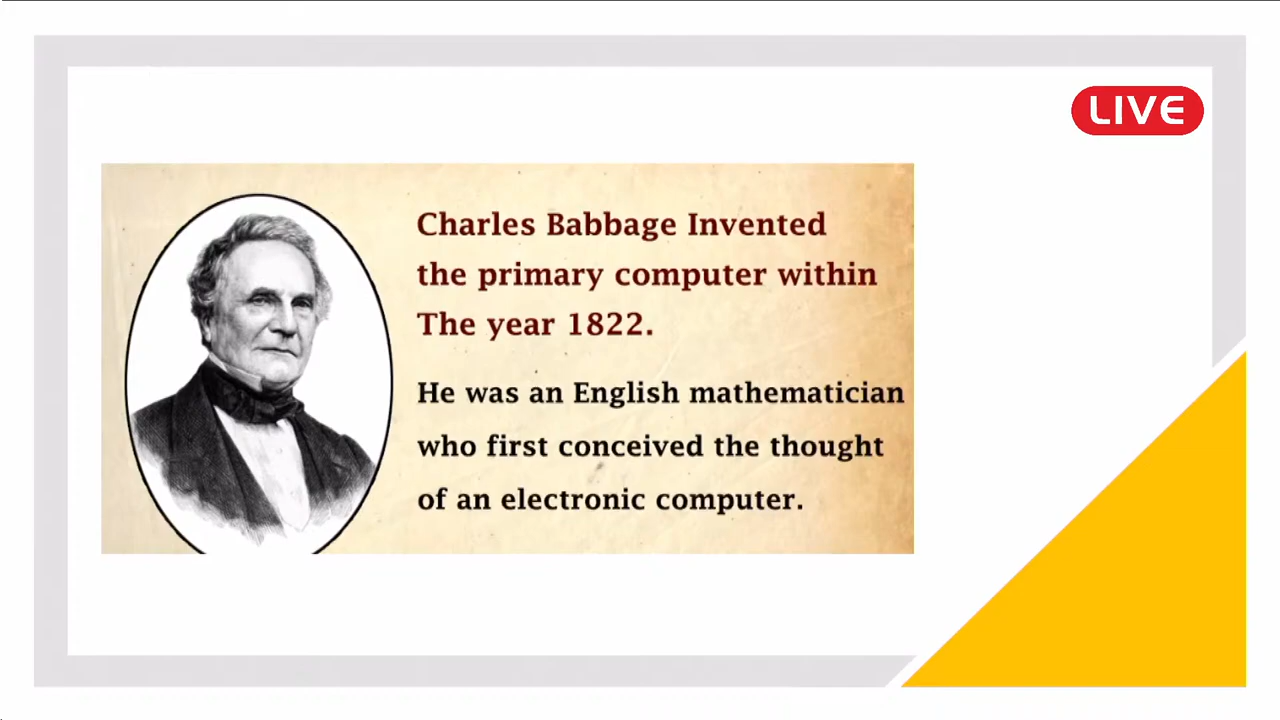 LIVE
Charles Babbage Invented
the primary computer within
The year 1822.
He was an English mathematician
who first conceived the thought
of an electronic computer.